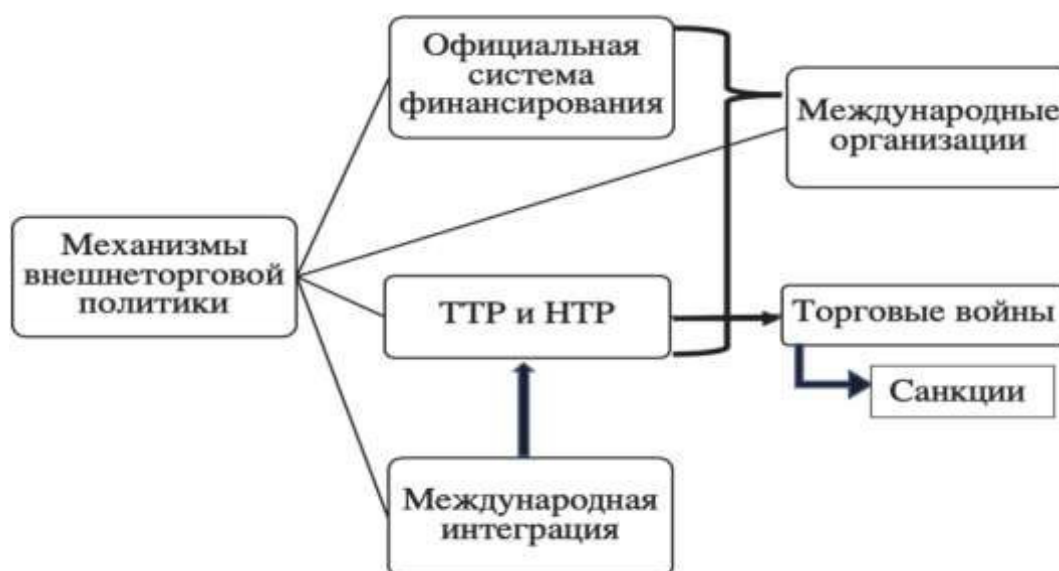 Официальная
система
финансирования
Международные
организации
Механизмы
внешнеторговой
политики
ТТР и НТР
Торговые войны
Санкции
Международная
интеграция